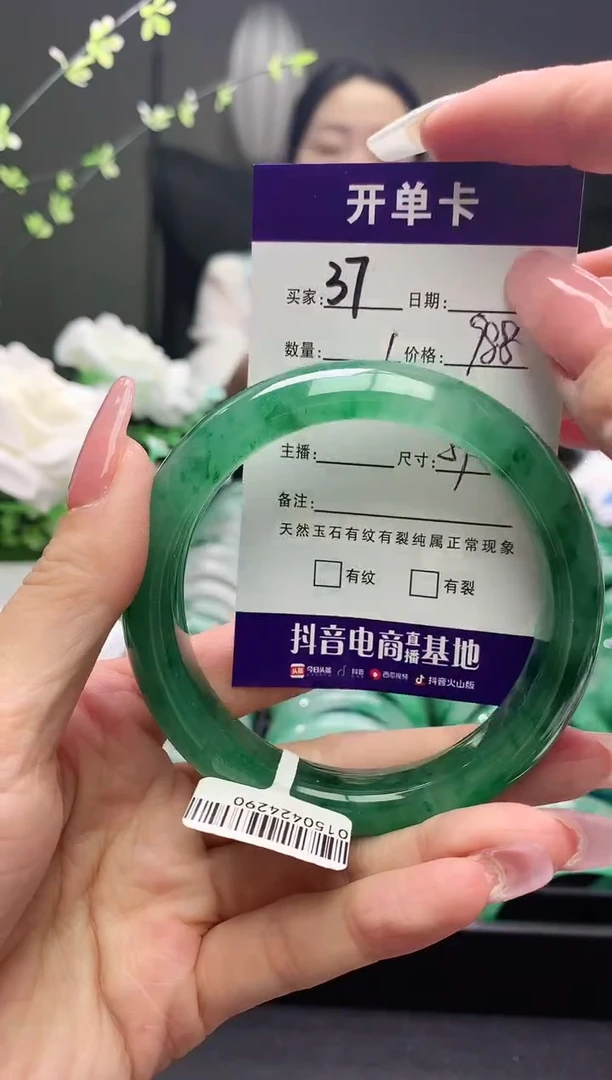 开单卡
买家:37 日期:
数量:1 价格:988
主播: 尺寸:
备注:
天然玉石有纹有裂纯属正常现象
有纹 有裂
抖音电商直播基地
头条 今日头条 抖音 西瓜视频 抖音火山版
0150424290